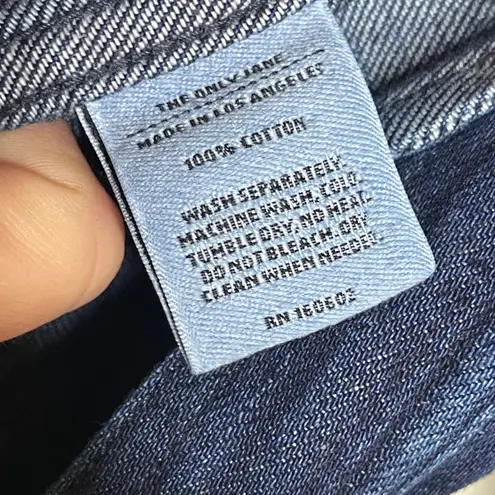 THE ONLY JANE
MADE IN LOS ANGELES
100% COTTON
WASH SEPARATELY.
MACHINE WASH, COLD.
TUMBLE DRY, NO HEAT.
DO NOT BLEACH. DRY
CLEAN WHEN NEEDED.
RN 160602